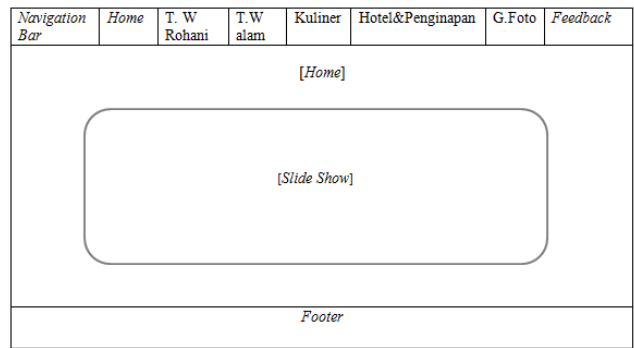 Navigation Bar Home T. W Rohani T.W alam Kuliner Hotel&Penginapan G.Foto Feedback
[Home]
[Slide Show]
Footer